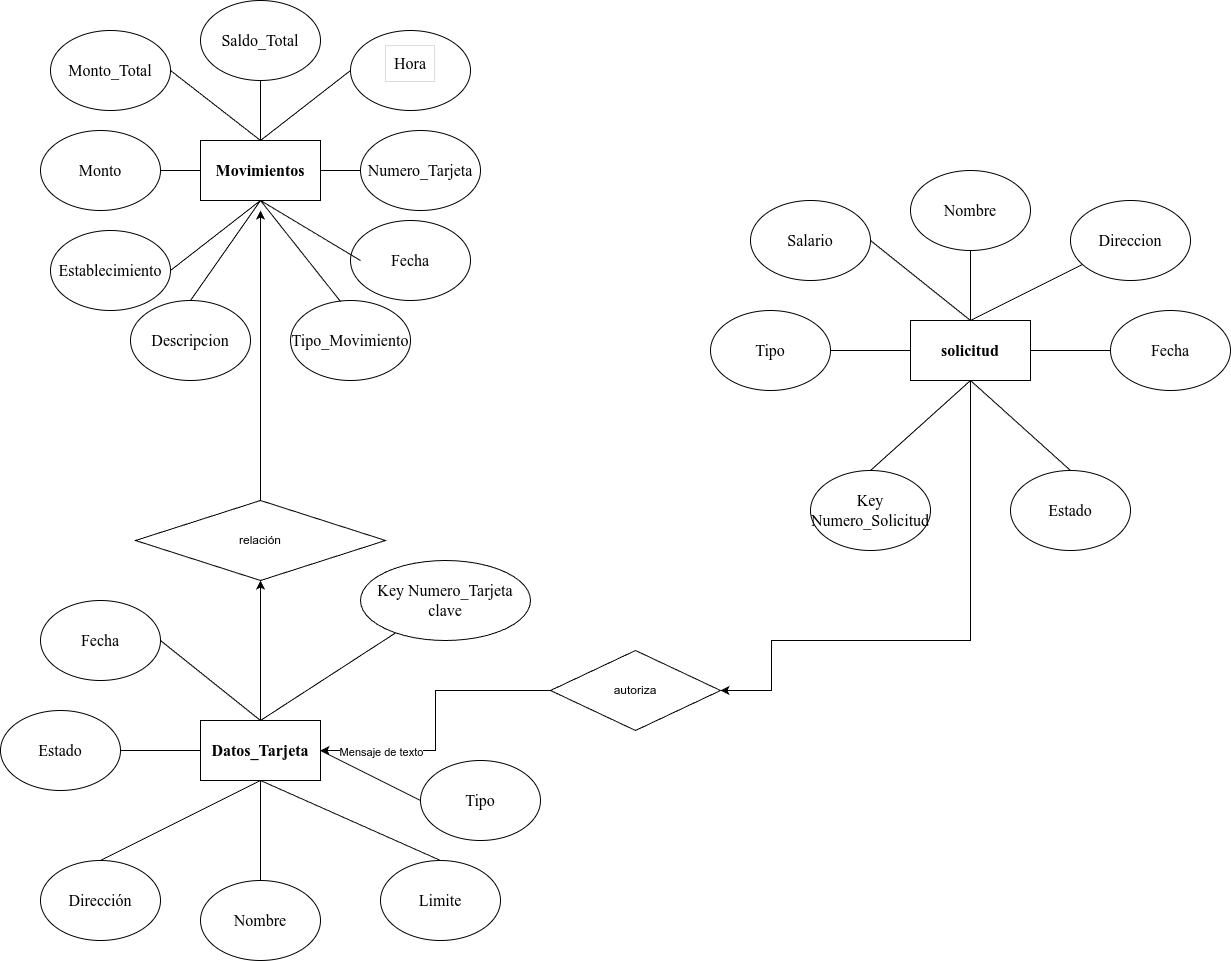 Saldo_Total
Monto_Total
Hora
Monto
Movimientos
Numero_Tarjeta
Establecimiento
Fecha
Descripcion
Tipo_Movimiento
Nombre
Salario
Direccion
Tipo
solicitud
Fecha
Key
Numero_Solicitud
Estado
relación
Key Numero_Tarjeta
clave
Fecha
autoriza
Estado
Datos_Tarjeta
Mensaje de texto
Tipo
Dirección
Nombre
Limite